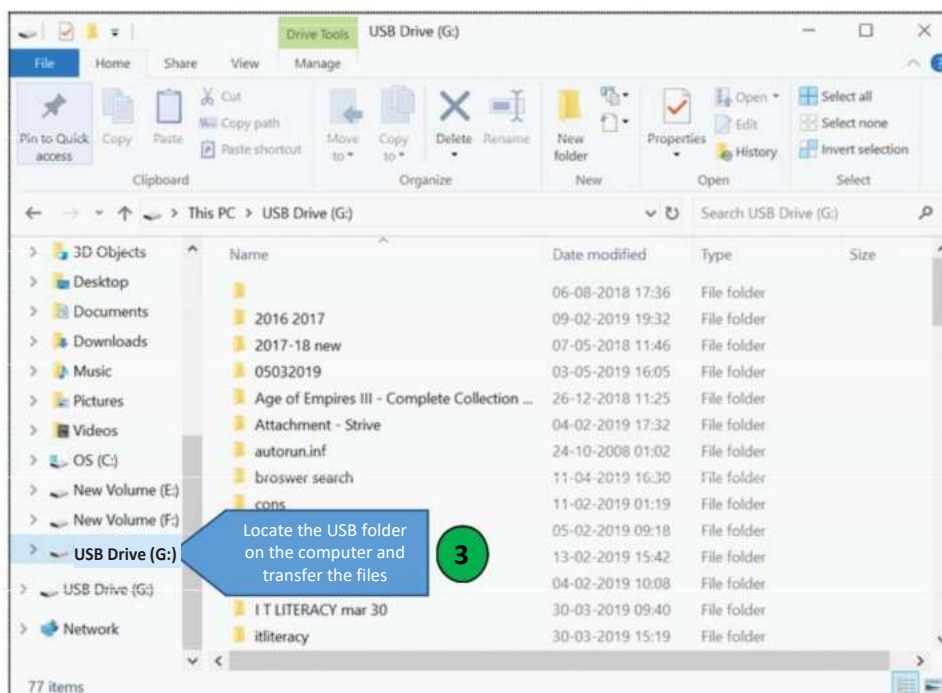 Drive Tools USB Drive (G:)
File Home Share View Manage
Pin to Quick access
Copy
Paste
Cut
Copy path
Paste shortcut
Clipboard
Move to
Copy to
Delete
Rename
Organize
New folder
New
Properties
Open
Edit
History
Open
Select all
Select none
Invert selection
Select
This PC > USB Drive (G:)
Search USB Drive (G:)
3D Objects
Desktop
Documents
Downloads
Music
Pictures
Videos
OS (C:)
New Volume (E:)
New Volume (F:)
USB Drive (G:)
USB Drive (G:)
Network
Name Date modified Type Size
06-08-2018 17:36 File folder
2016 2017 09-02-2019 19:32 File folder
2017-18 new 07-05-2018 11:46 File folder
05032019 03-05-2019 16:05 File folder
Age of Empires III - Complete Collection ... 26-12-2018 11:25 File folder
Attachment - Strive 04-02-2019 17:32 File folder
autorun.inf 24-10-2008 01:02 File folder
broswer search 11-04-2019 16:30 File folder
cons 11-02-2019 01:19 File folder
05-02-2019 09:18 File folder
13-02-2019 15:42 File folder
04-02-2019 10:08 File folder
I T LITERACY mar 30 30-03-2019 09:40 File folder
itliteracy 30-03-2019 15:19 File folder
Locate the USB folder
on the computer and
transfer the files
3
77 items